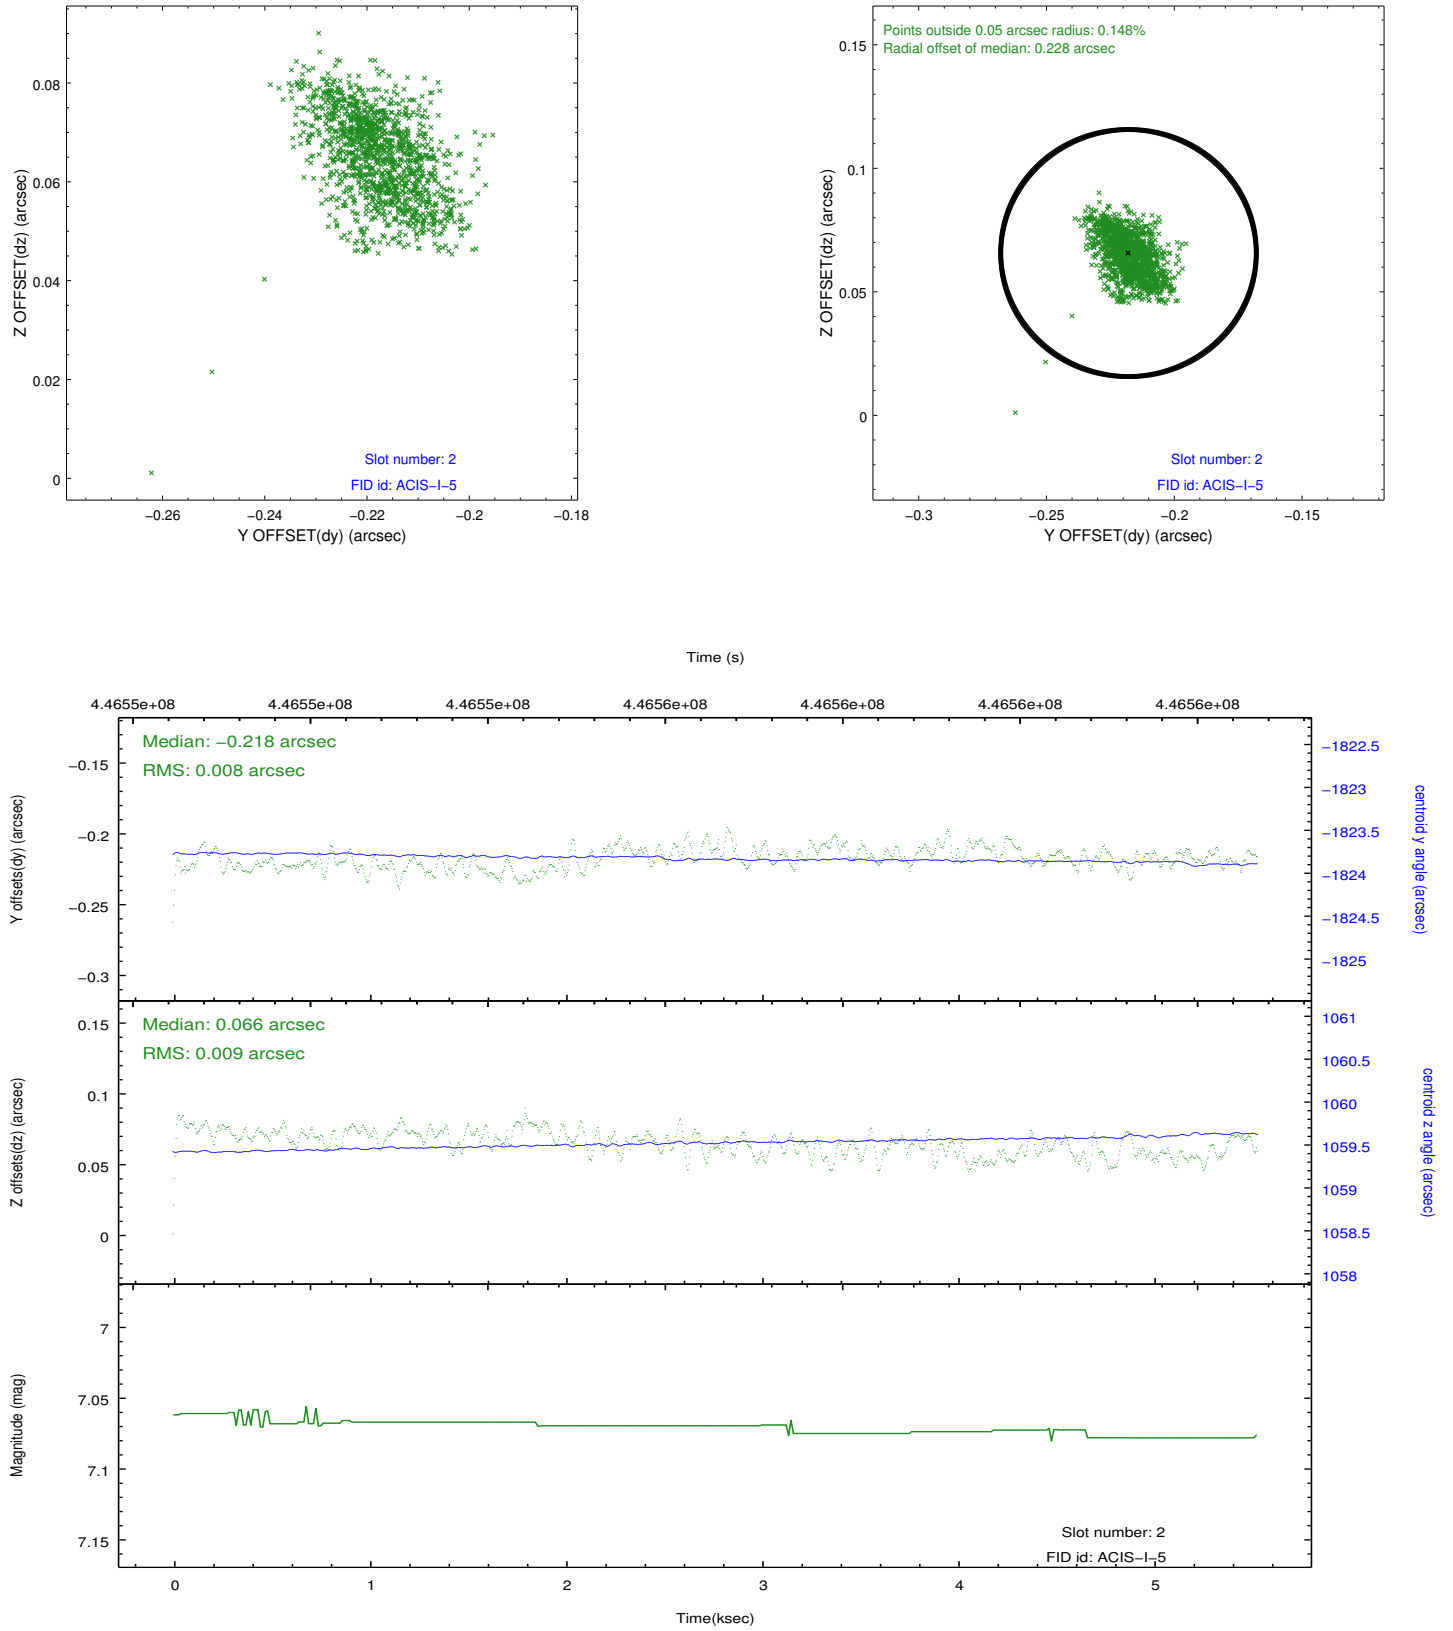 0.08
0.06
0.04
0.02
0
Z OFFSET(dz) (arcsec)
Slot number: 2
FID id: ACIS−I−5
−0.26
−0.24
−0.22
−0.2
−0.18
Y OFFSET(dy) (arcsec)
Points outside 0.05 arcsec radius: 0.148%
Radial offset of median: 0.228 arcsec
0.15
0.1
0.05
0
Z OFFSET(dz) (arcsec)
Slot number: 2
FID id: ACIS−I−5
−0.3
−0.25
−0.2
−0.15
Y OFFSET(dy) (arcsec)
Time (s)
4.4655e+08
4.4655e+08
4.4655e+08
4.4656e+08
4.4656e+08
4.4656e+08
4.4656e+08
Median: −0.218 arcsec
RMS: 0.008 arcsec
−0.15
−0.2
−0.25
−0.3
Y offsets(dy) (arcsec)
−1822.5
−1823
−1823.5
−1824
−1824.5
−1825
centroid y angle (arcsec)
Median: 0.066 arcsec
RMS: 0.009 arcsec
0.15
0.1
0.05
0
Z offsets(dz) (arcsec)
1061
1060.5
1060
1059.5
1059
1058.5
1058
centroid z angle (arcsec)
7
7.05
7.1
7.15
Magnitude (mag)
Slot number: 2
FID id: ACIS−I−5
0
1
2
3
4
5
Time(ksec)